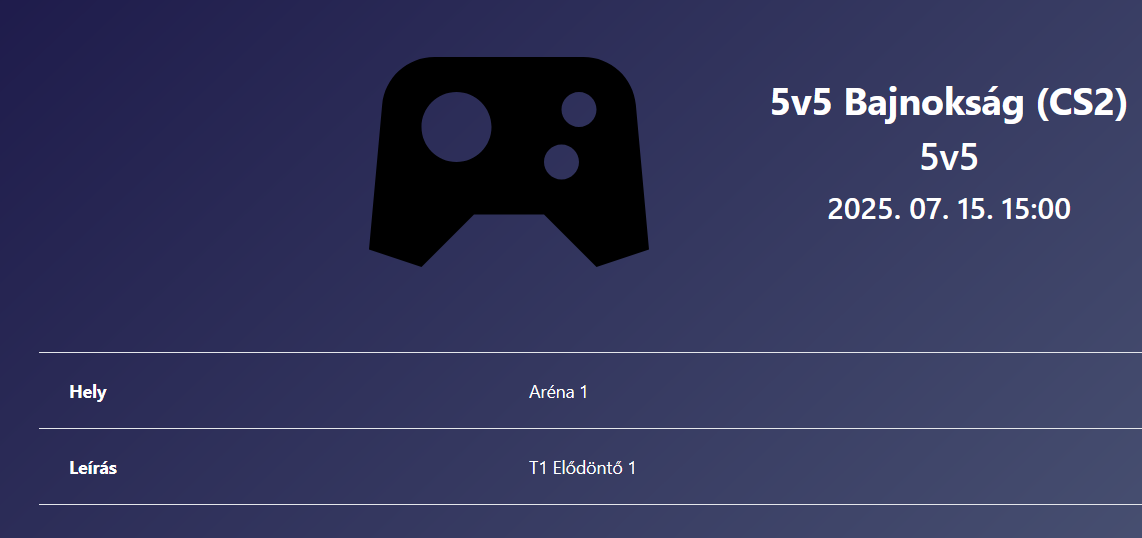 5v5 Bajnokság (CS2)
5v5
2025. 07. 15. 15:00
Hely Aréna 1
Leírás T1 Elődöntő 1